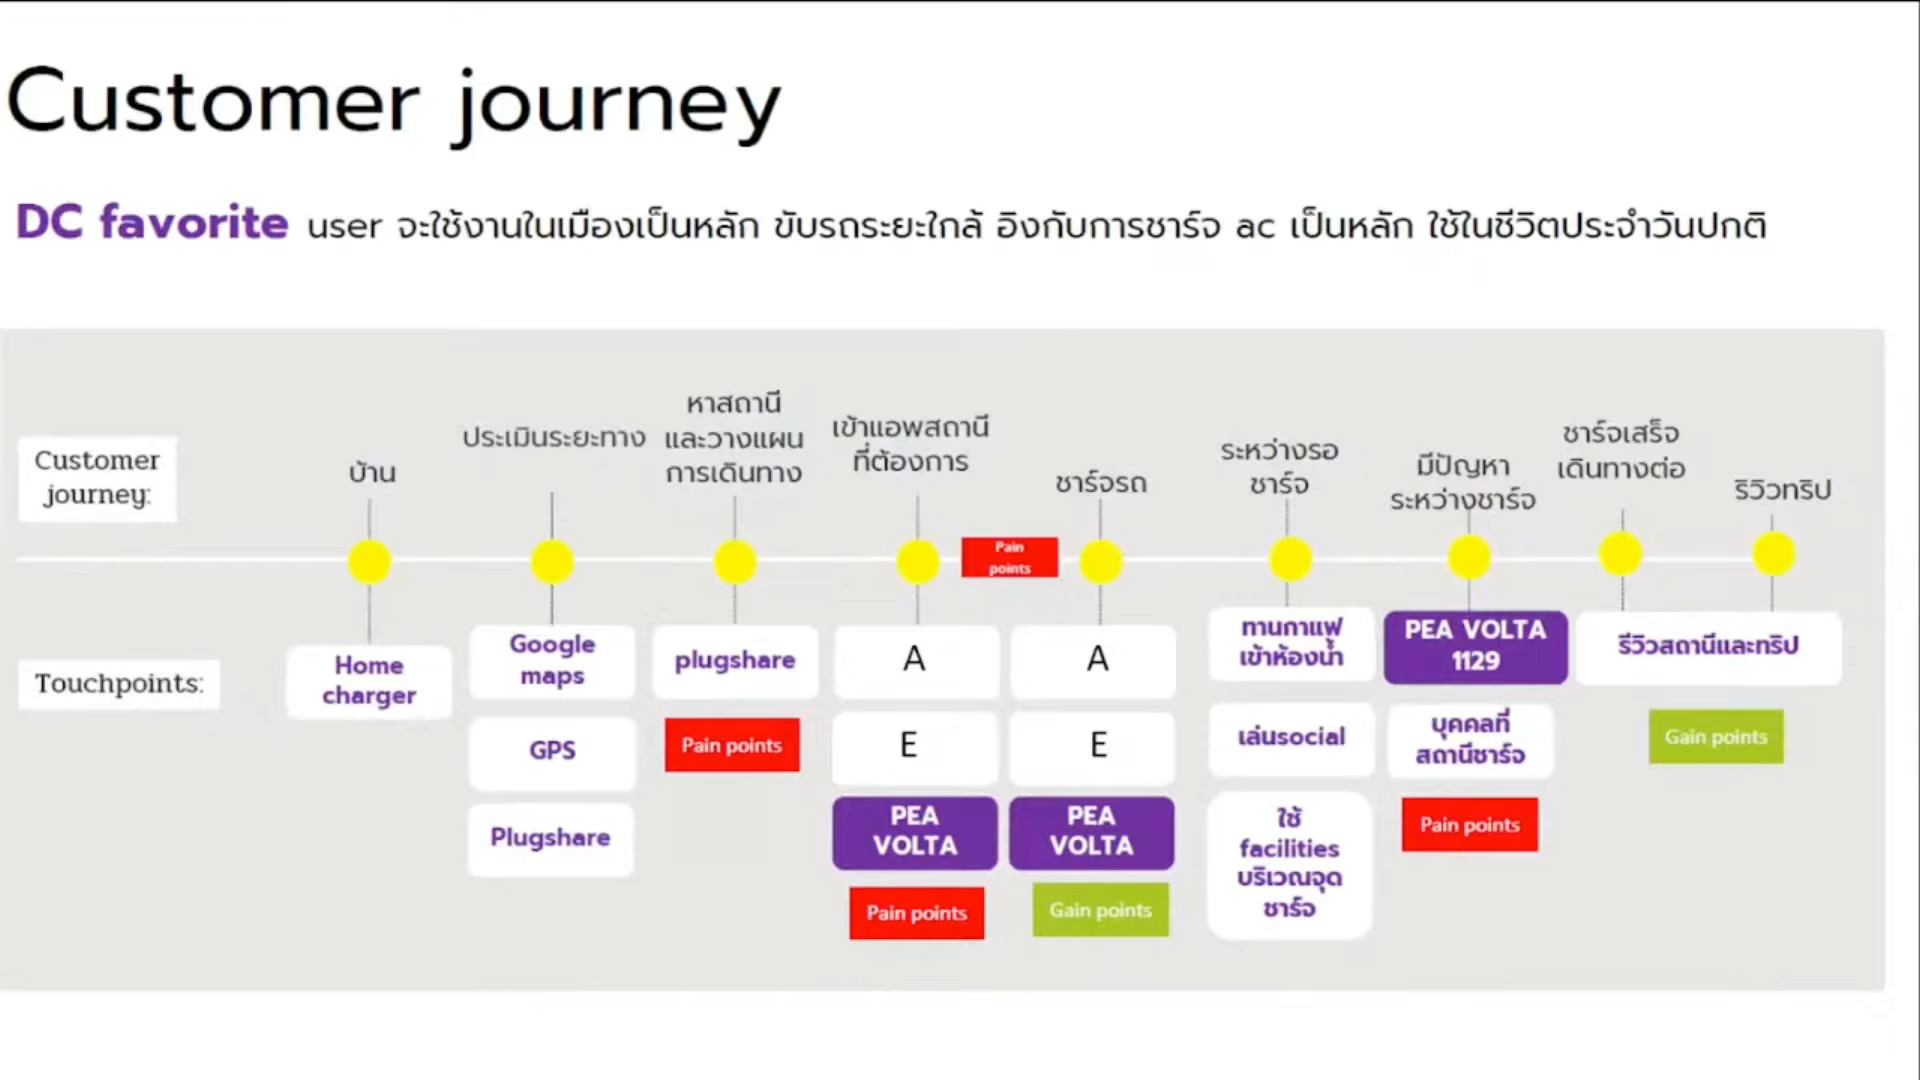 Customer journey
DC favorite user จะใช้งานในเมืองเป็นหลัก ขับรถระยะใกล้ อิงกับการชาร์จ ac เป็นหลัก ใช้ในชีวิตประจำวันปกติ
Customer
journey:
บ้าน
ประเมินระยะทาง
หาสถานี
และวางแผน
การเดินทาง
เข้าแอพสถานี
ที่ต้องการ
ชาร์จรถ
ระหว่างรอ
ชาร์จ
มีปัญหา
ระหว่างชาร์จ
ชาร์จเสร็จ
เดินทางต่อ
ริวิวทริป
Pain
points
Touchpoints:
Home
charger
Google
maps
GPS
Plugshare
plugshare
Pain points
A
E
PEA
VOLTA
Pain points
A
E
PEA
VOLTA
Gain points
ทานกาแฟ
เข้าห้องน้ำ
เล่นsocial
ใช้
facilities
บริเวณจุด
ชาร์จ
PEA VOLTA
1129
บุคคลที่
สถานีชาร์จ
Pain points
รีวิวสถานีและทริป
Gain points